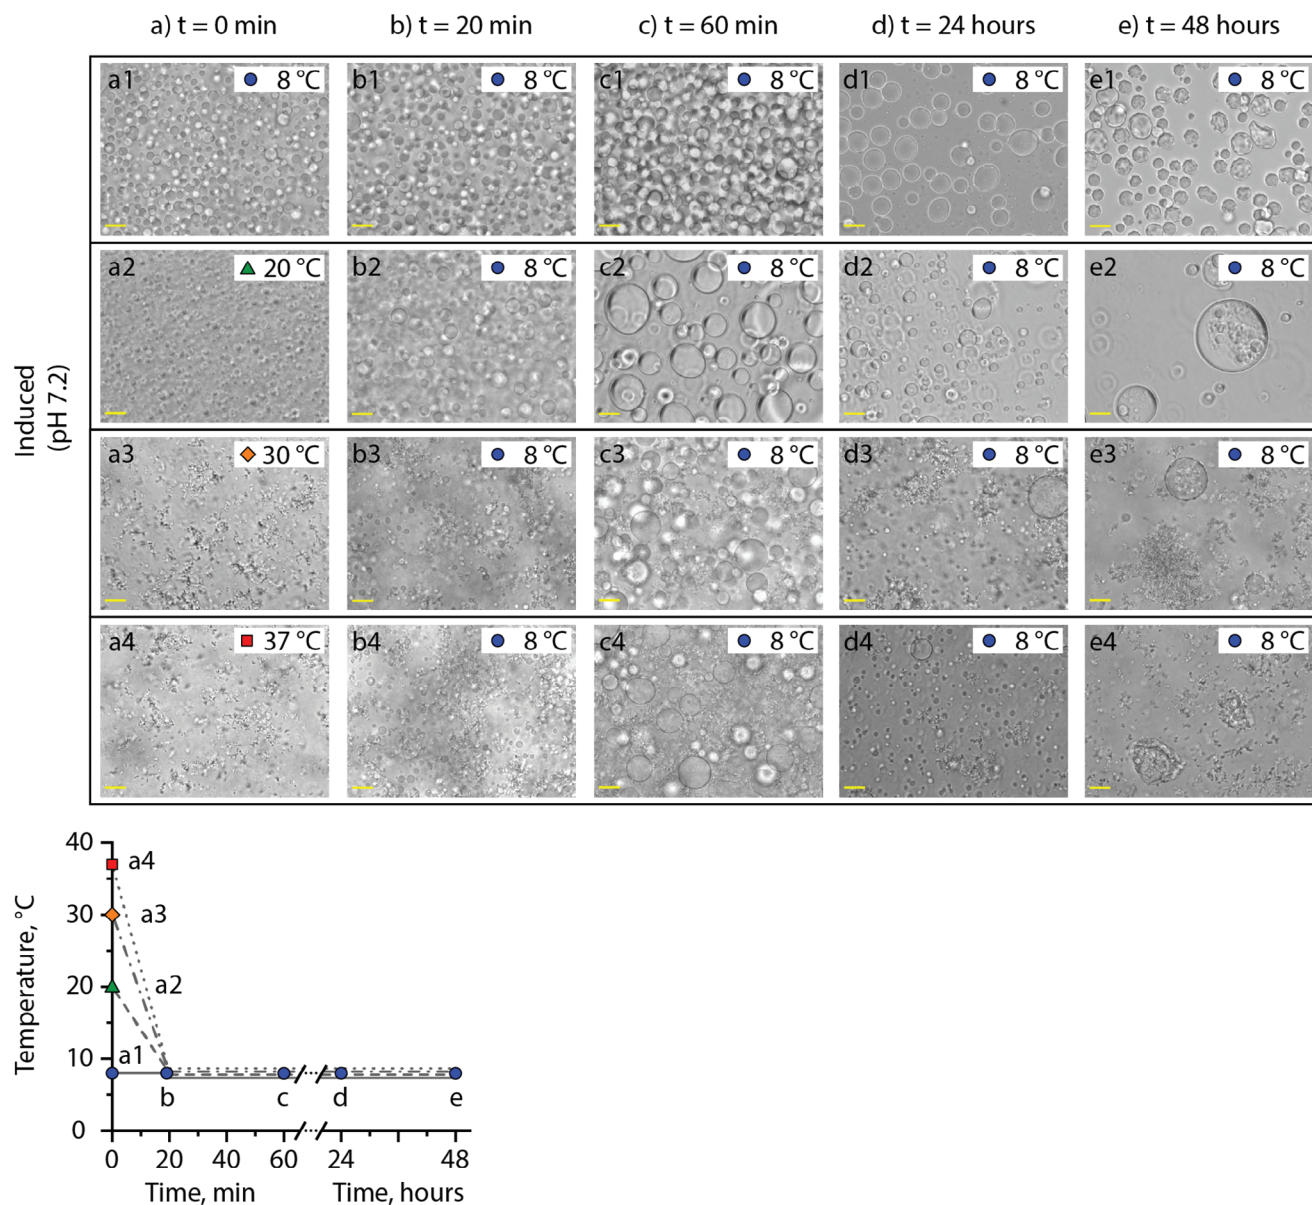 a) t = 0 min b) t = 20 min c) t = 60 min d) t = 24 hours e) t = 48 hours
a1 8 °C b1 8 °C c1 8 °C d1 8 °C e1 8 °C
a2 20 °C b2 8 °C c2 8 °C d2 8 °C e2 8 °C
Induced
(pH 7.2)
a3 30 °C b3 8 °C c3 8 °C d3 8 °C e3 8 °C
a4 37 °C b4 8 °C c4 8 °C d4 8 °C e4 8 °C
Temperature, °C
40
a4
30 a3
20 a2
10 a1
b c d e
0
0 20 40 60 24 48
Time, min Time, hours